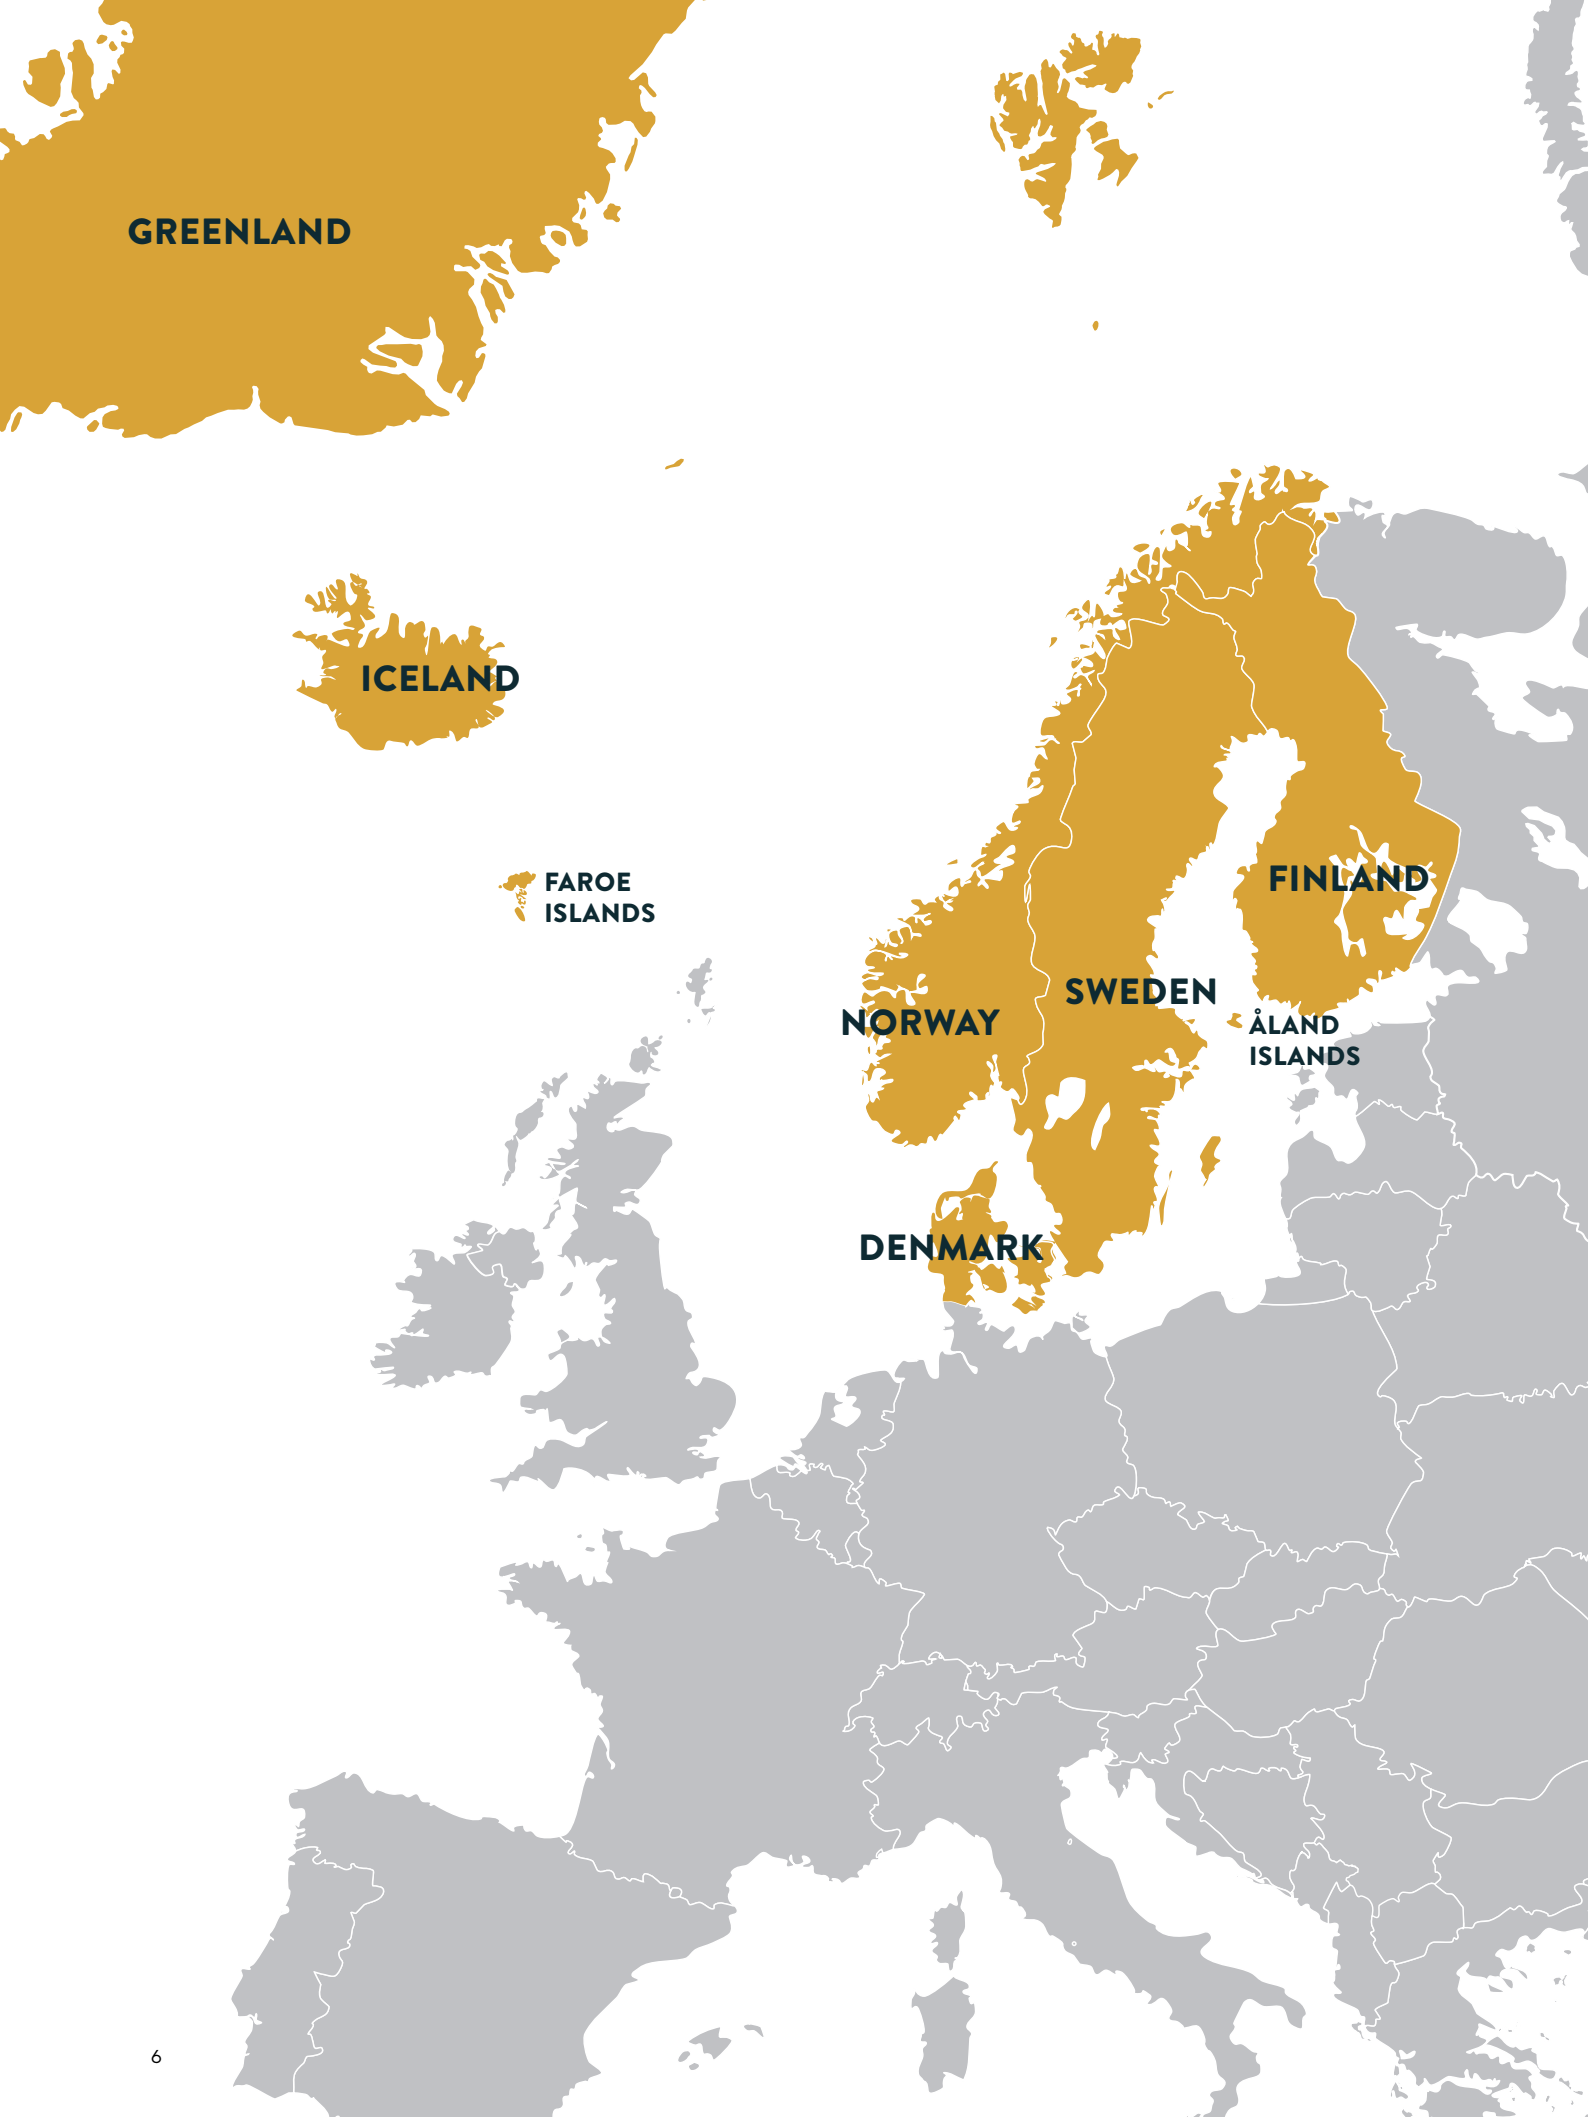 GREENLAND
ICELAND
FAROE
ISLANDS
FINLAND
SWEDEN
NORWAY
ÅLAND
ISLANDS
DENMARK
6